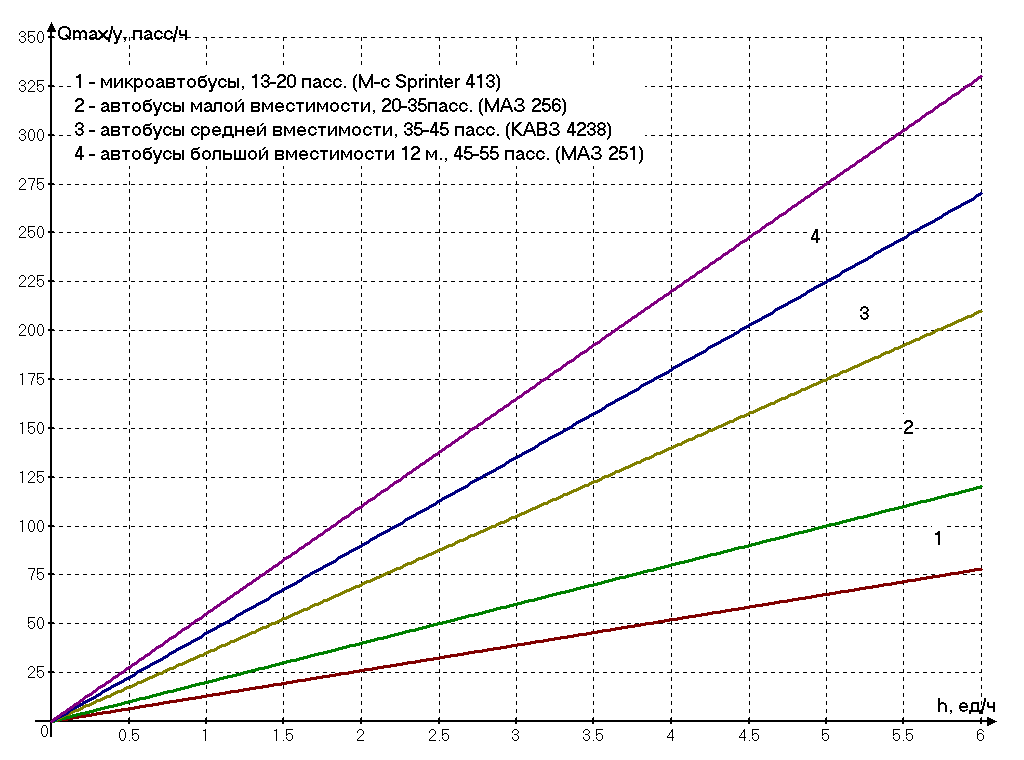 Qmax/y, пасс/ч
350
1 - микроавтобусы, 13-20 пасс. (М-с Sprinter 413)
325
2 - автобусы малой вместимости, 20-35пасс. (МАЗ 256)
3 - автобусы средней вместимости, 35-45 пасс. (КАВЗ 4238)
300
4 - автобусы большой вместимости 12 м., 45-55 пасс. (МАЗ 251)
275
250
4
225
3
200
175
150
2
125
100
1
75
50
25
h, ед/ч
0
0.5 1 1.5 2 2.5 3 3.5 4 4.5 5 5.5 6